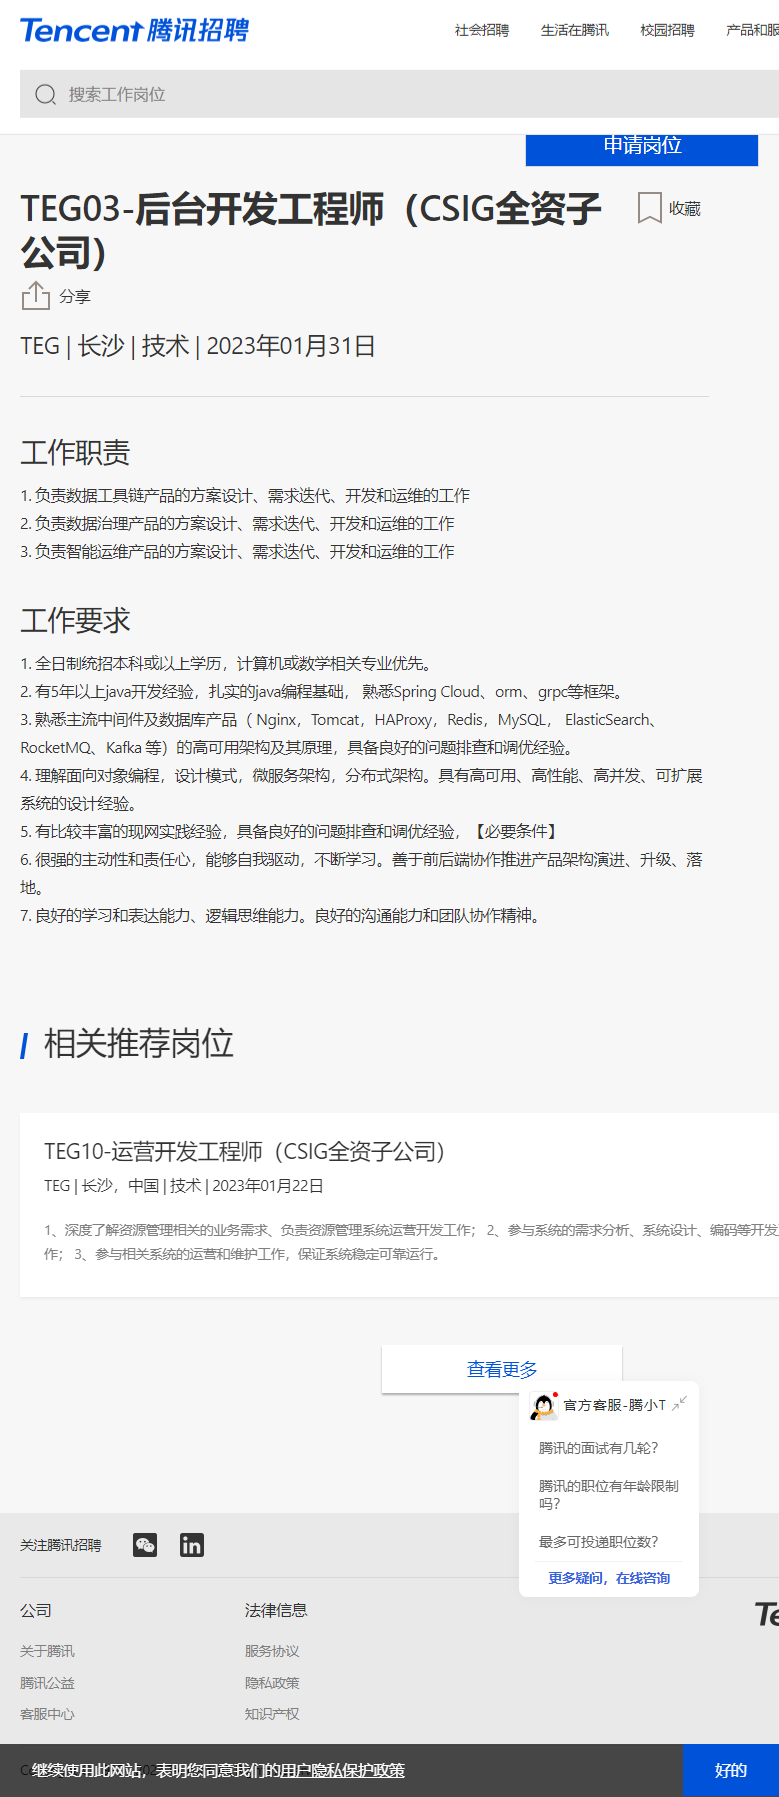 Tencent 腾讯招聘
社会招聘 生活在腾讯 校园招聘 产品和服
搜索工作岗位
申请岗位
TEG03-后台开发工程师（CSIG全资子
公司）
收藏
分享
TEG | 长沙 | 技术 | 2023年01月31日
工作职责
1. 负责数据工具链产品的方案设计、需求迭代、开发和运维的工作
2. 负责数据治理产品的方案设计、需求迭代、开发和运维的工作
3. 负责智能运维产品的方案设计、需求迭代、开发和运维的工作
工作要求
1. 全日制统招本科或以上学历，计算机或数学相关专业优先。
2. 有5年以上java开发经验，扎实的java编程基础， 熟悉Spring Cloud、orm、grpc等框架。
3. 熟悉主流中间件及数据库产品（ Nginx，Tomcat，HAProxy，Redis，MySQL， ElasticSearch、
RocketMQ、Kafka 等）的高可用架构及其原理，具备良好的问题排查和调优经验。
4. 理解面向对象编程，设计模式，微服务架构，分布式架构。具有高可用、高性能、高并发、可扩展
系统的设计经验。
5. 有比较丰富的现网实践经验，具备良好的问题排查和调优经验，【必要条件】
6. 很强的主动性和责任心，能够自我驱动，不断学习。善于前后端协作推进产品架构演进、升级、落
地。
7. 良好的学习和表达能力、逻辑思维能力。良好的沟通能力和团队协作精神。
相关推荐岗位
TEG10-运营开发工程师（CSIG全资子公司）
TEG | 长沙，中国 | 技术 | 2023年01月22日
1、深度了解资源管理相关的业务需求、负责资源管理系统运营开发工作； 2、参与系统的需求分析、系统设计、编码等开发
作； 3、参与相关系统的运营和维护工作，保证系统稳定可靠运行。
查看更多
官方客服-腾小T
腾讯的面试有几轮？
腾讯的职位有年龄限制
吗？
最多可投递职位数？
更多疑问，在线咨询
关注腾讯招聘
公司 法律信息
Tenc
关于腾讯 服务协议
腾讯公益 隐私政策
客服中心 知识产权
继续使用此网站，表明您同意我们的用户隐私保护政策
好的